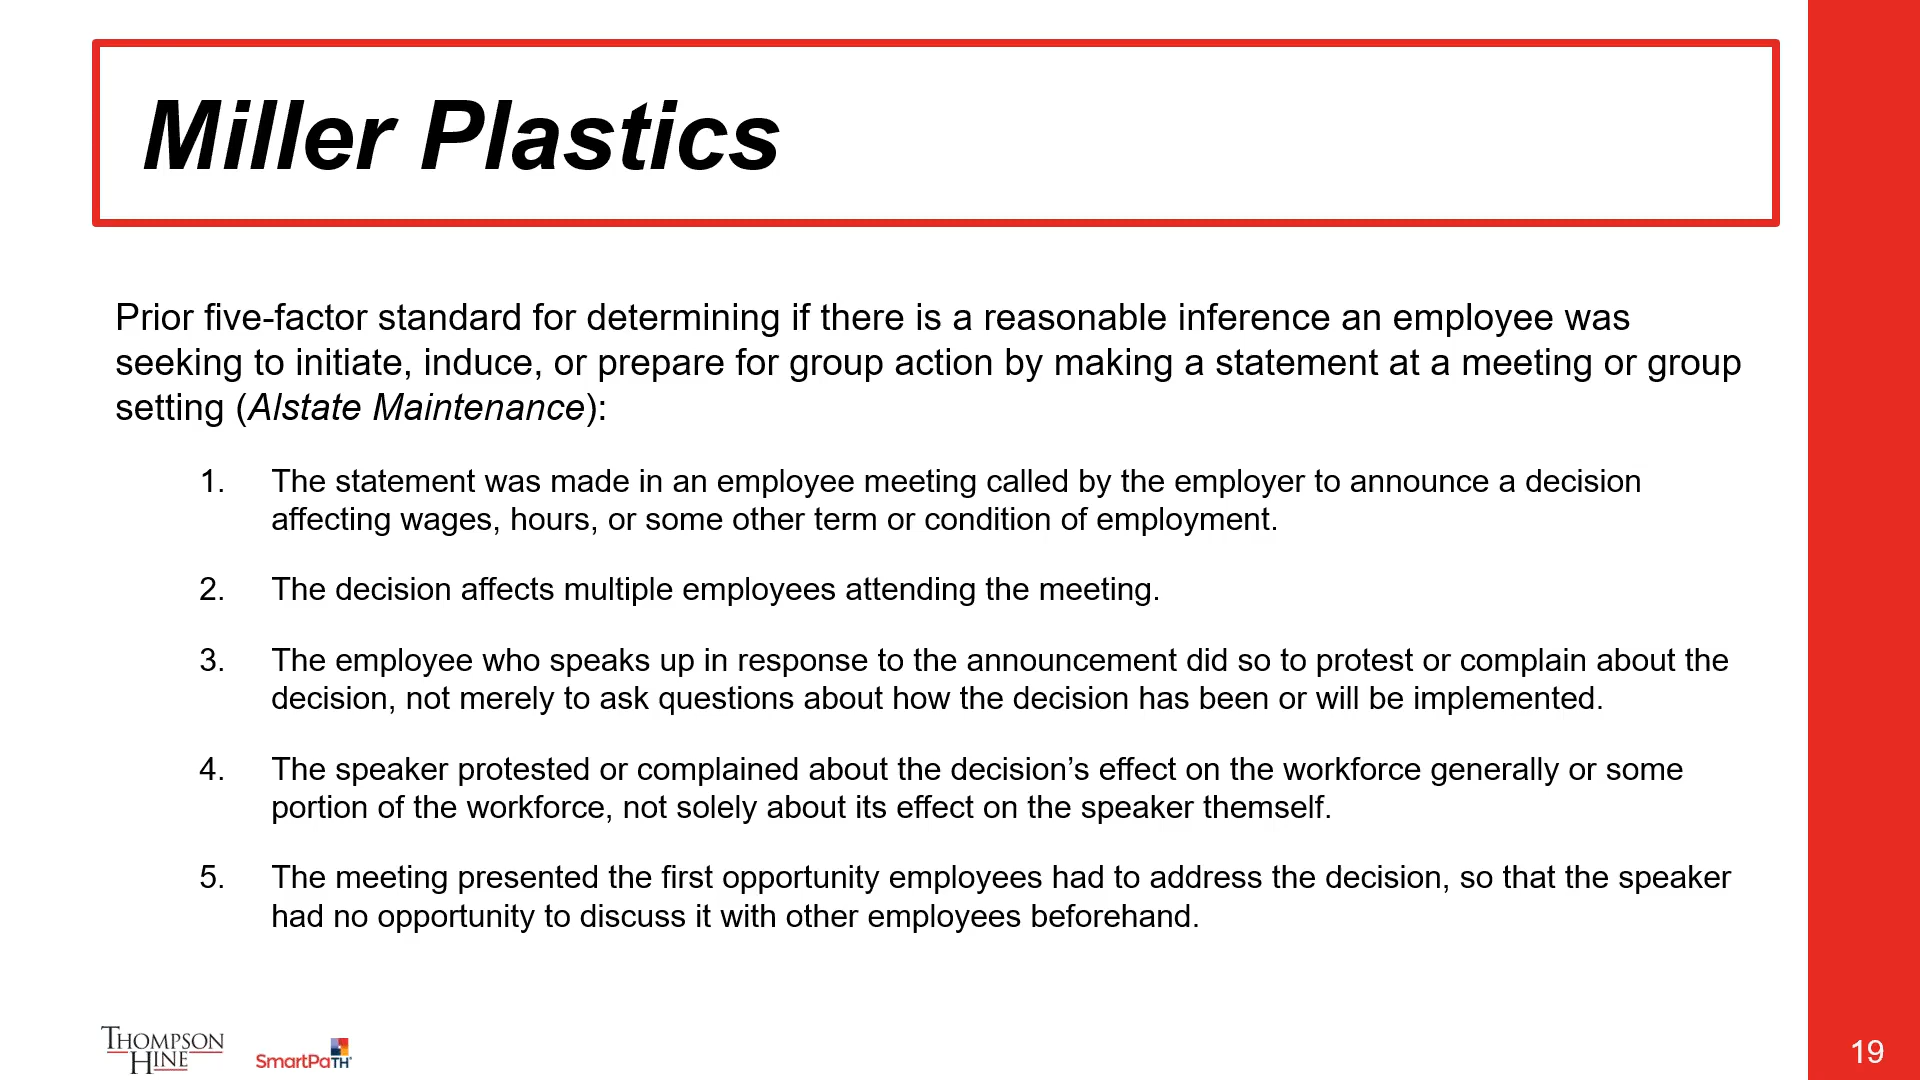 Miller Plastics
Prior five-factor standard for determining if there is a reasonable inference an employee was
seeking to initiate, induce, or prepare for group action by making a statement at a meeting or group
setting (Alstate Maintenance):
1. The statement was made in an employee meeting called by the employer to announce a decision
affecting wages, hours, or some other term or condition of employment.
2. The decision affects multiple employees attending the meeting.
3. The employee who speaks up in response to the announcement did so to protest or complain about the
decision, not merely to ask questions about how the decision has been or will be implemented.
4. The speaker protested or complained about the decision’s effect on the workforce generally or some
portion of the workforce, not solely about its effect on the speaker themself.
5. The meeting presented the first opportunity employees had to address the decision, so that the speaker
had no opportunity to discuss it with other employees beforehand.
THOMPSON
HINE
SmartPaTH
19